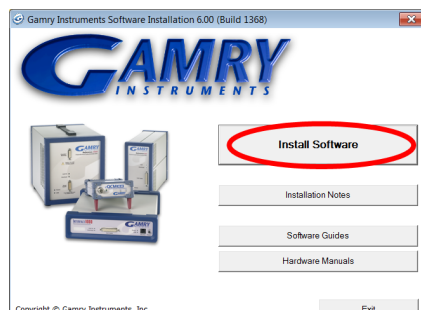 Gamry Instruments Software Installation 6.00 (Build 1368)
GAMRY
INSTRUMENTS
Install Software
Installation Notes
Software Guides
Hardware Manuals
Copyright © Gamry Instruments, Inc.
Exit